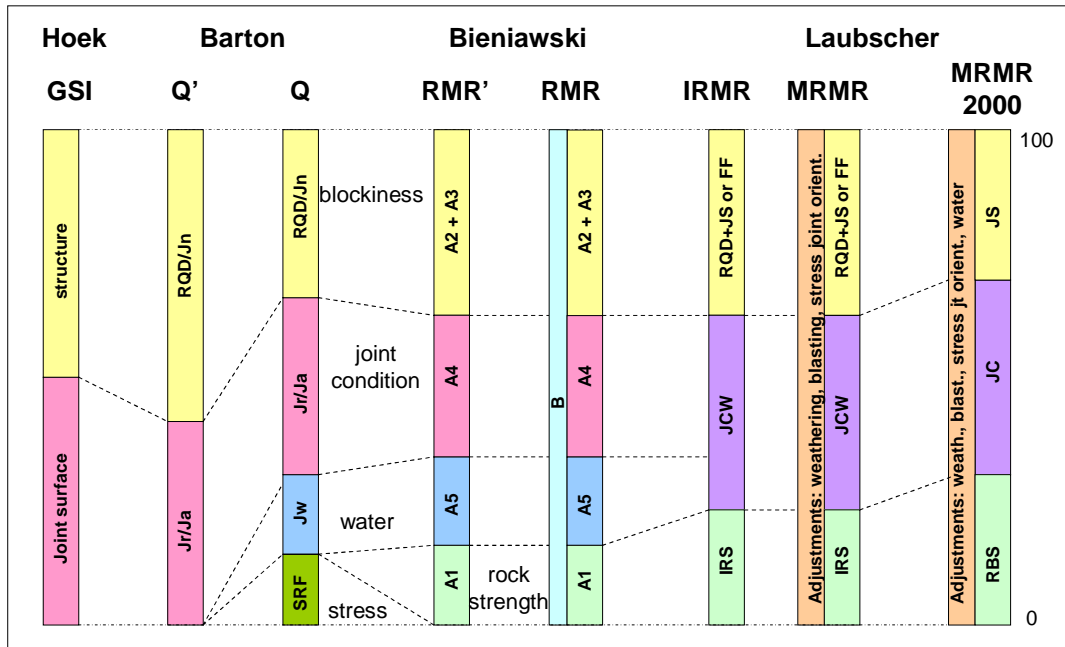 Hoek Barton Bieniawski Laubscher
GSI Q’ Q RMR’ RMR IRMR MRMR MRMR
2000
100
structure
Joint surface
RQD/Jn
Jr/Ja
RQD/Jn
Jr/Ja
Jw
SRF
blockiness
joint
condition
water
stress
A2 + A3
A4
A5
A1
rock
strength
B
A2 + A3
A4
A5
A1
RQD+JS or FF
JCW
IRS
Adjustments: weathering, blasting, stress joint orient.
RQD+JS or FF
JCW
IRS
Adjustments: weath., blast., stress jt orient., water
JS
JC
RBS
0